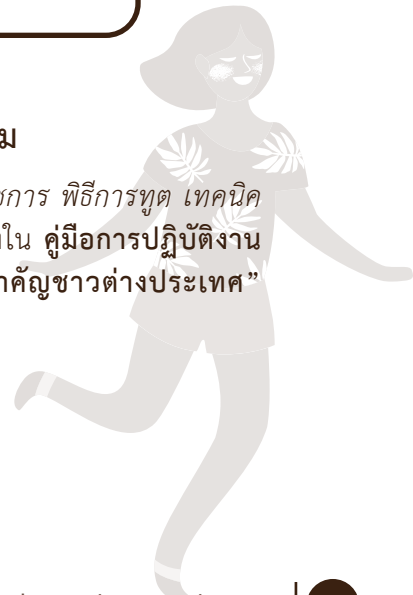 ม
การ พิธีการทูต เทคนิค
ใน คู่มือการปฏิบัติงาน
คัญชาวต่างประเทศ”